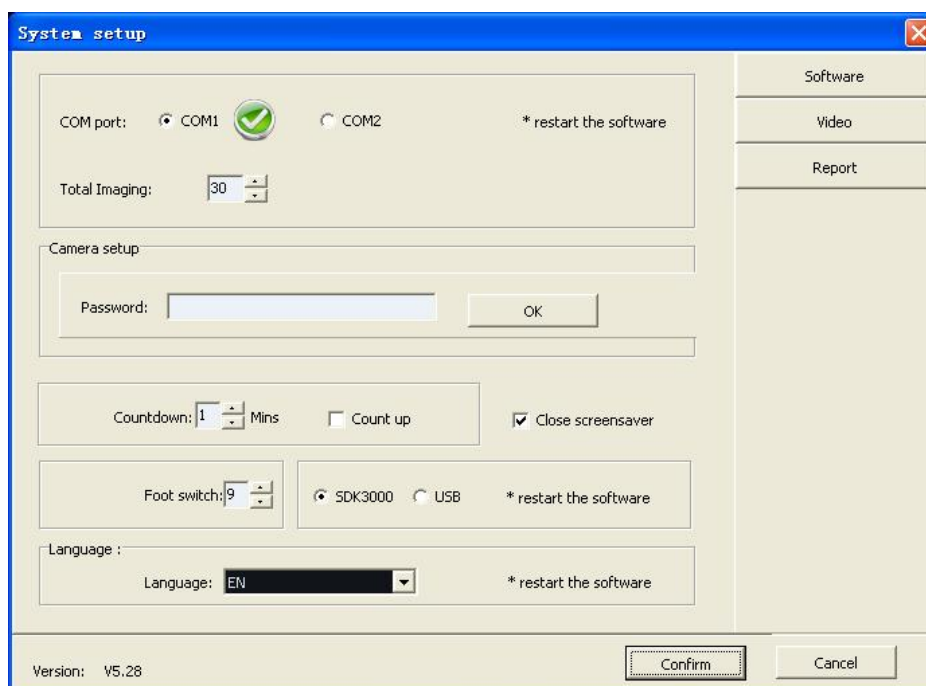 System setup
Software
Video
Report
COM port: COM1 COM2 * restart the software
Total Imaging: 30
Camera setup
Password: OK
Countdown: 1 Mins Count up Close screensaver
Foot switch: 9 SDK3000 USB * restart the software
Language :
Language: EN * restart the software
Version: V5.28 Confirm Cancel